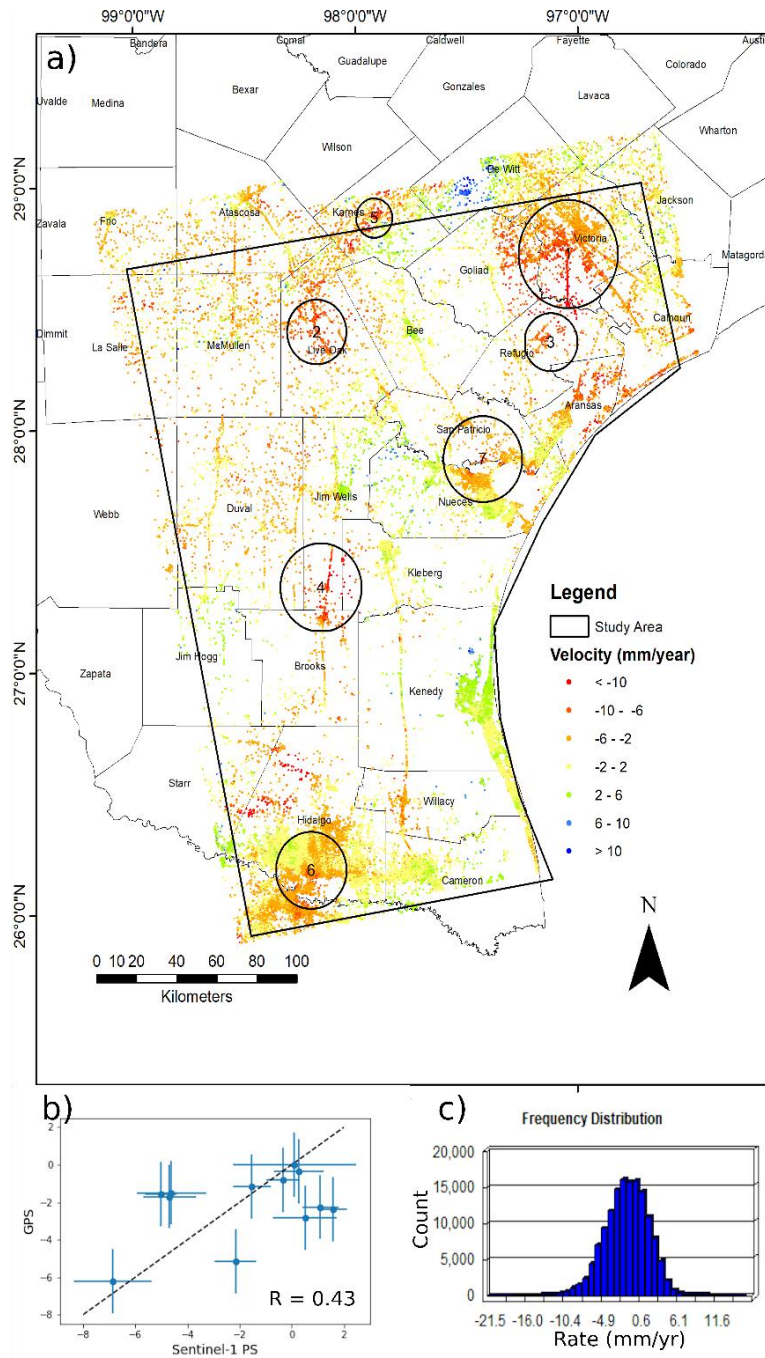 99°0'0"W 98°0'0"W 97°0'0"W
a)
Bandera Comal Caldwell Fayette Austi
Guadalupe Colorado
Uvalde Medina Bexar Gonzales Lavaca
Wharton
Wilson
De Witt
29°0'0"N
Zavala Frio Atascosa Karnes Jackson
5
Victoria
1
Matagord
Goliad
Calhoun
Dimmit La Salle McMullen Live Oak Bee
2
3
Refugio
Aransas
28°0'0"N
San Patricio
7
Webb Duval Jim Wells Nueces
4
Kleberg
Legend
Study Area
Velocity (mm/year)
< -10
-10 - -6
-6 - -2
-2 - 2
2 - 6
6 - 10
> 10
27°0'0"N
Zapata Jim Hogg Brooks Kenedy
Starr Willacy
Hidalgo
6
Cameron
26°0'0"N
N
0 10 20 40 60 80 100
Kilometers
b)
2
0
-2
-4
-6
-8
GPS
R = 0.43
-8 -6 -4 -2 0 2
Sentinel-1 PS
c)
Frequency Distribution
20,000
15,000
10,000
5,000
0
Count
-21.5 -16.0 -10.4 -4.9 0.6 6.1 11.6
Rate (mm/yr)